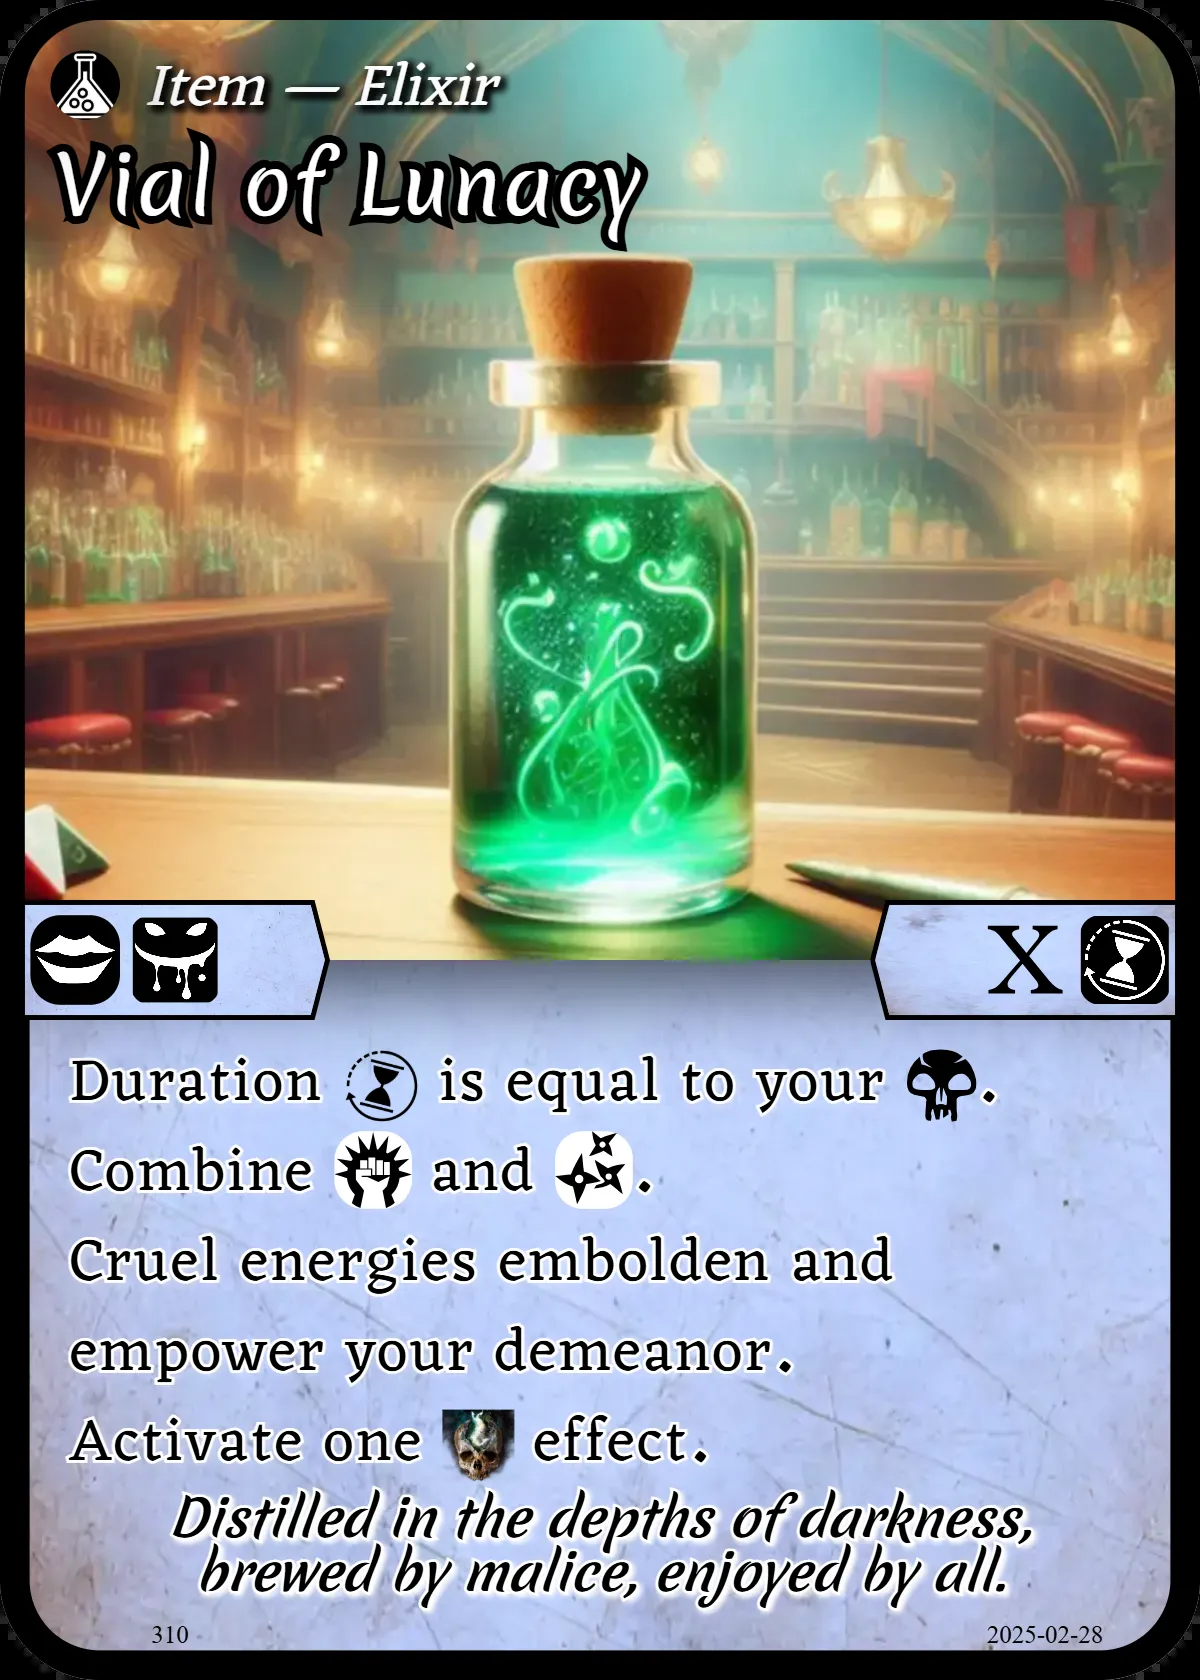 Item — Elixir
Vial of Lunacy
X
Duration is equal to your .
Combine and .
Cruel energies embolden and
empower your demeanor.
Activate one effect.
Distilled in the depths of darkness,
brewed by malice, enjoyed by all.
310
2025-02-28